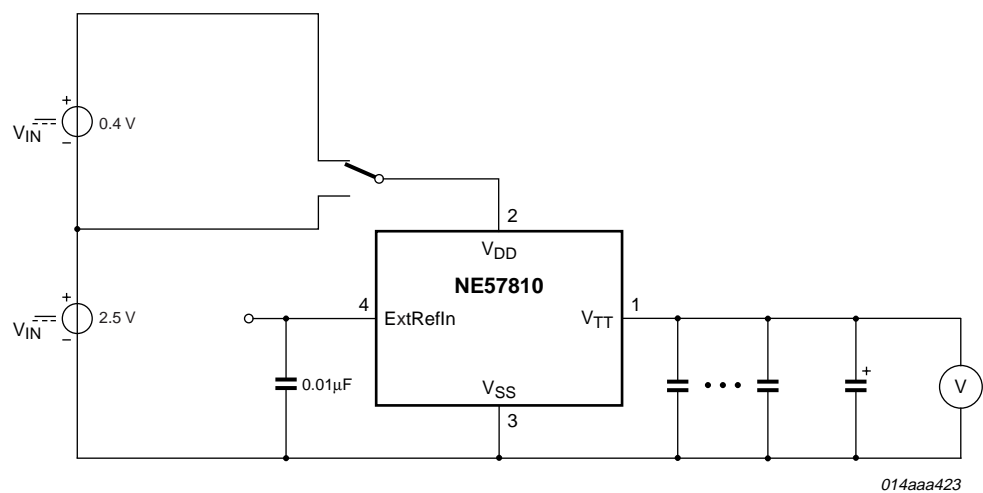 +
V_IN
0.4 V
−
2
V_DD
NE57810
+
V_IN
2.5 V
−
4
ExtRefIn
V_TT
1
0.01μF
+
V
V_SS
3
014aaa423